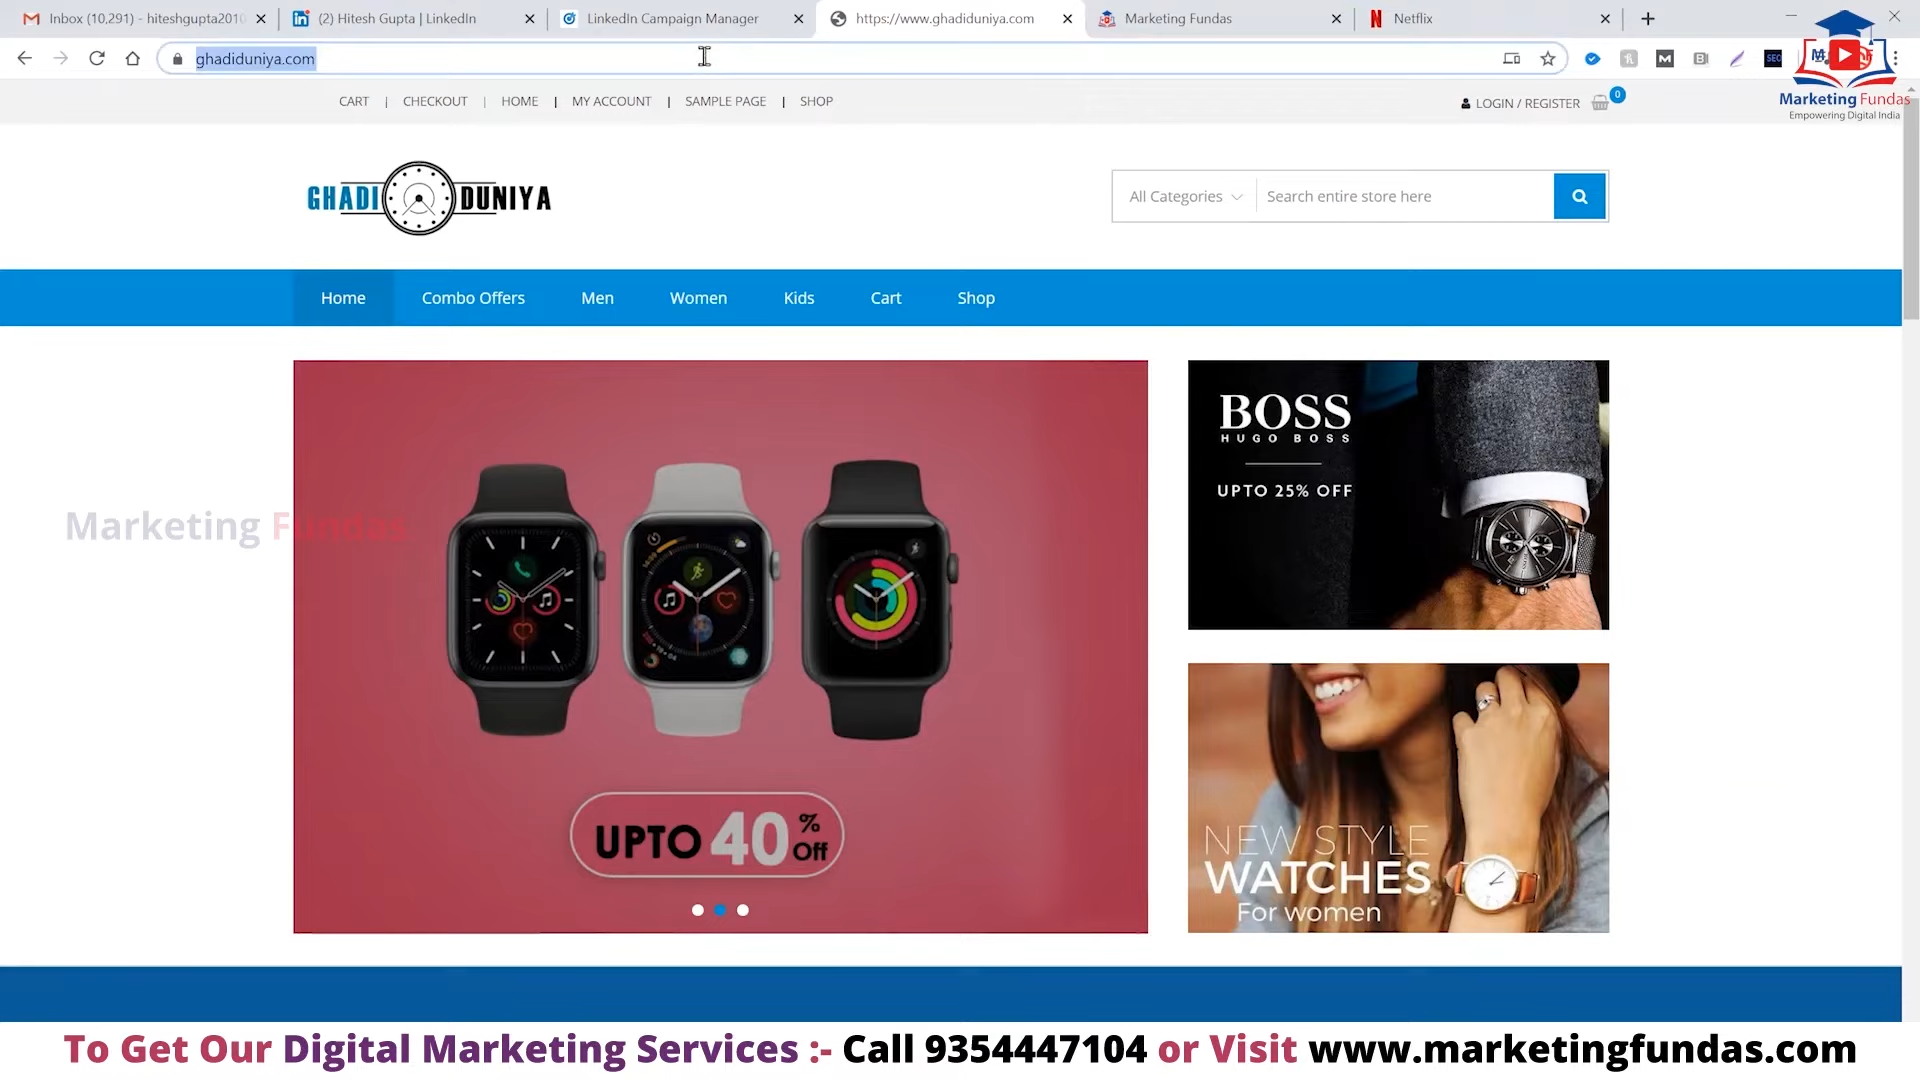 Inbox (10,291) - hiteshgupta2010
(2) Hitesh Gupta | LinkedIn
LinkedIn Campaign Manager
https://www.ghadiduniya.com
Marketing Fundas
Netflix
ghadiduniya.com
Marketing Fundas
Empowering Digital India
CART | CHECKOUT | HOME | MY ACCOUNT | SAMPLE PAGE | SHOP
LOGIN / REGISTER
0
GHADI DUNIYA
All Categories
Search entire store here
Home
Combo Offers
Men
Women
Kids
Cart
Shop
BOSS
HUGO BOSS
UPTO 25% OFF
Marketing Fundas
UPTO 40% Off
NEW STYLE
WATCHES
For women
To Get Our Digital Marketing Services :- Call 9354447104 or Visit www.marketingfundas.com